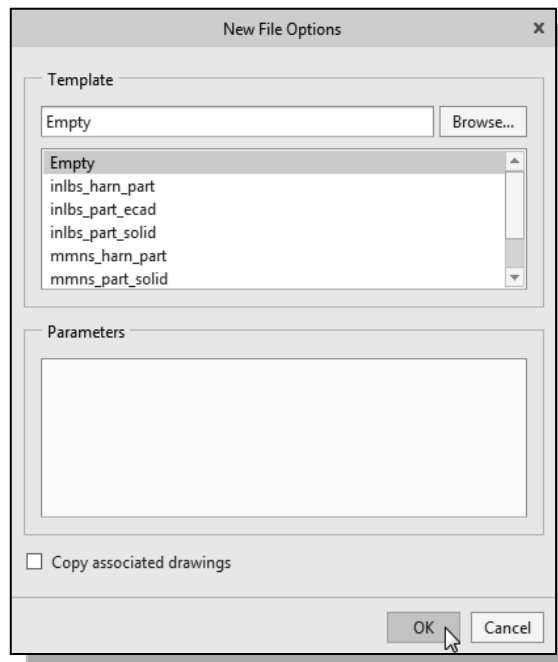 New File Options x
Template
Empty Browse...
Empty
inlbs_harn_part
inlbs_part_ecad
inlbs_part_solid
mmns_harn_part
mmns_part_solid
Parameters
Copy associated drawings
OK Cancel